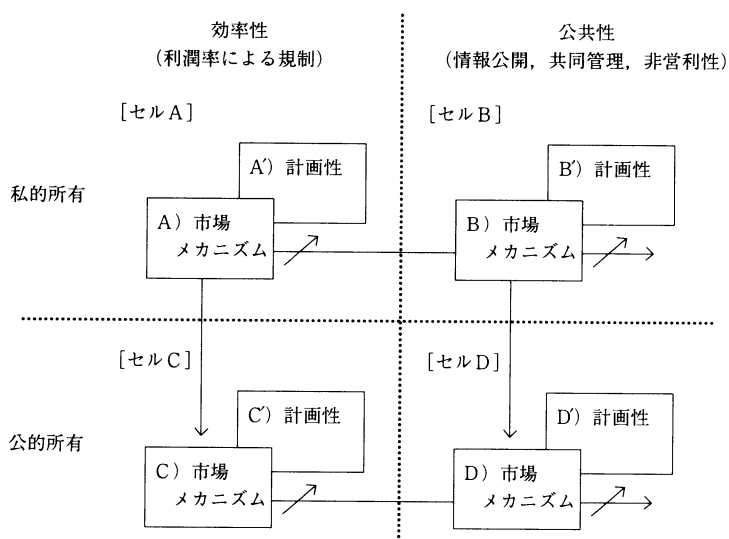 効率性
(利潤率による規制)
公共性
(情報公開，共同管理，非営利性)
[セルA]
[セルB]
私的所有
A′) 計画性
A) 市場
メカニズム
B′) 計画性
B) 市場
メカニズム
[セルC]
[セルD]
公的所有
C′) 計画性
C) 市場
メカニズム
D′) 計画性
D) 市場
メカニズム